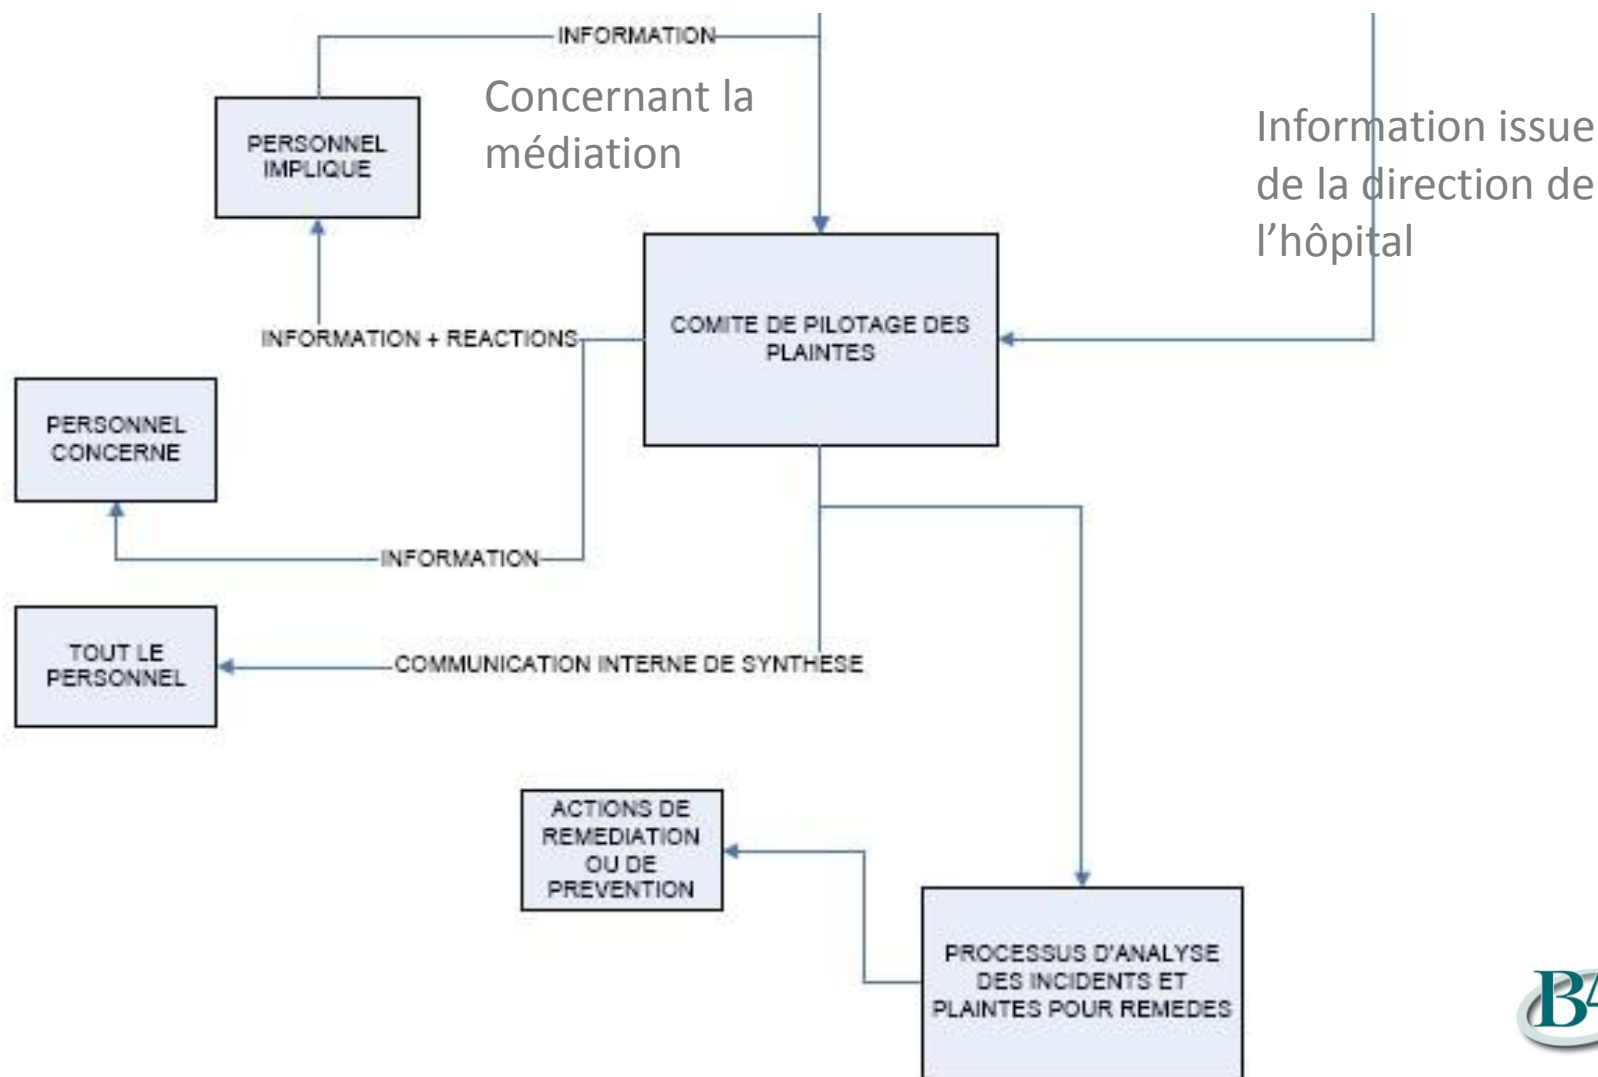 INFORMATION
Concernant la
médiation
Information issue
de la direction de
l'hôpital
PERSONNEL
IMPLIQUE
COMITE DE PILOTAGE DES
PLAINTES
INFORMATION + REACTIONS
PERSONNEL
CONCERNE
INFORMATION
TOUT LE
PERSONNEL
COMMUNICATION INTERNE DE SYNTHESE
ACTIONS DE
REMEDIATION
OU DE
PREVENTION
PROCESSUS D'ANALYSE
DES INCIDENTS ET
PLAINTES POUR REMEDES
B4